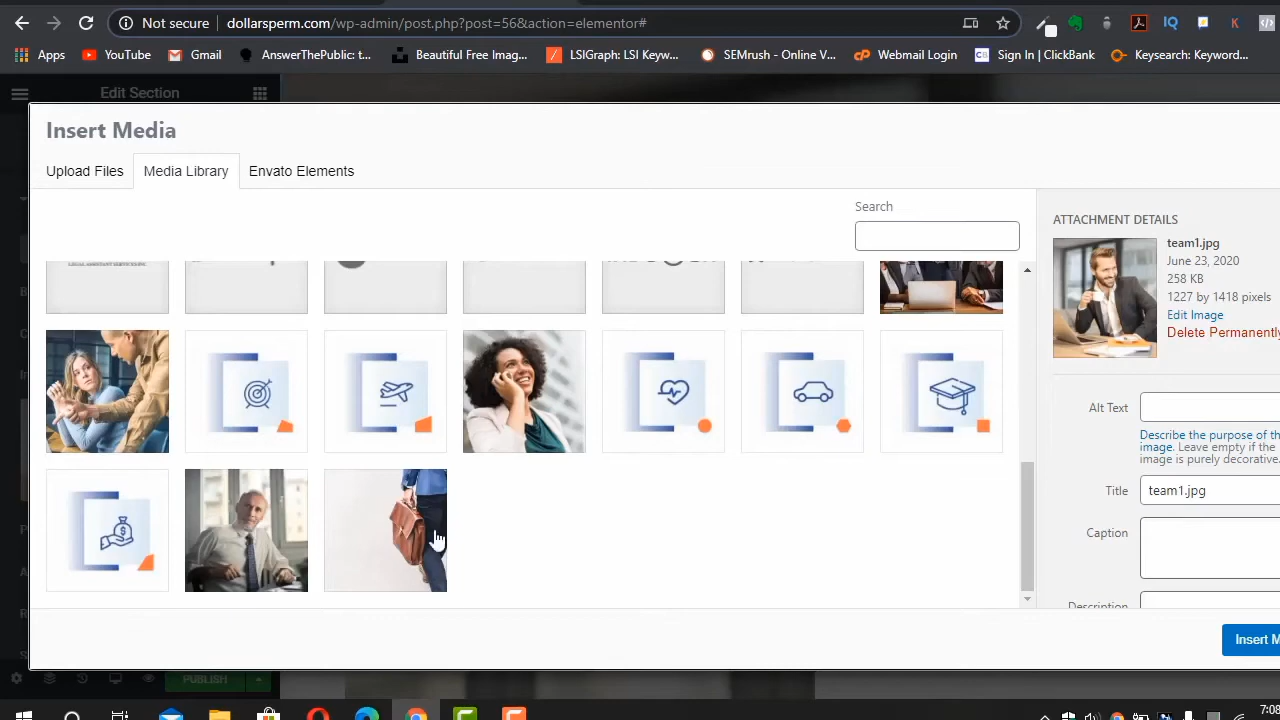 Not secure dollarsperm.com/wp-admin/post.php?post=56&action=elementor#
Apps YouTube Gmail AnswerThePublic: t... Beautiful Free Imag... LSIGraph: LSI Keyw... SEMrush - Online V... Webmail Login Sign In | ClickBank Keysearch: Keyword...
Edit Section
Insert Media
Upload Files Media Library Envato Elements
Search
ATTACHMENT DETAILS
team1.jpg
June 23, 2020
258 KB
1227 by 1418 pixels
Edit Image
Delete Permanently
Alt Text
Describe the purpose of th
image. Leave empty if the
image is purely decorative.
Title team1.jpg
Caption
Description
Insert M
PUBLISH
7:08